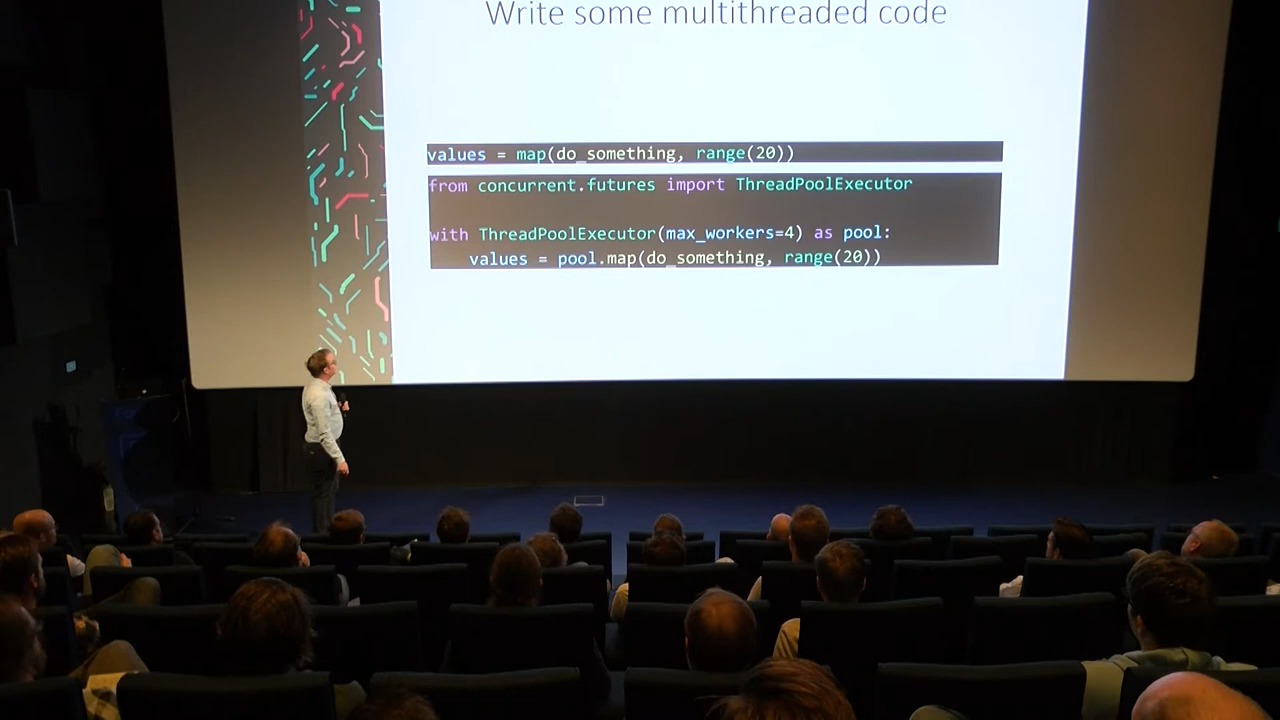 Write some multithreaded code
values = map(do_something, range(20))
from concurrent.futures import ThreadPoolExecutor
with ThreadPoolExecutor(max_workers=4) as pool:
    values = pool.map(do_something, range(20))